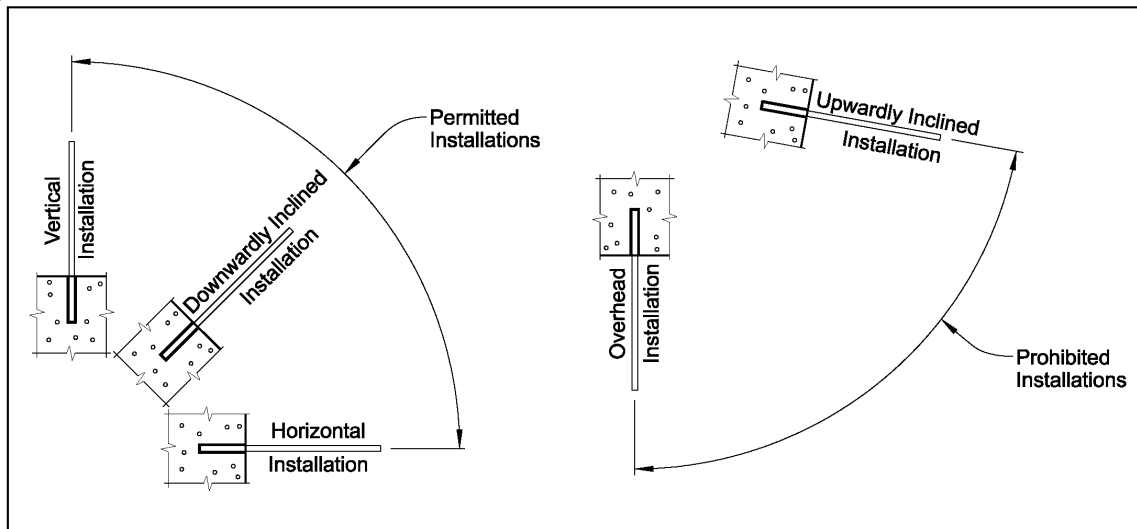 Permitted
Installations
Vertical
Installation
Downwardly Inclined
Installation
Horizontal
Installation
Upwardly Inclined
Installation
Overhead
Installation
Prohibited
Installations